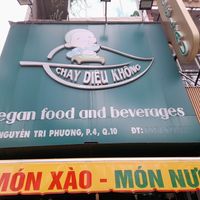 CHAY DIỆU KHÔNG
egan food and beverages
NGUYỄN TRI PHƯƠNG, P.4, Q.10 ĐT:
MÓN XÀO - MÓN NƯ